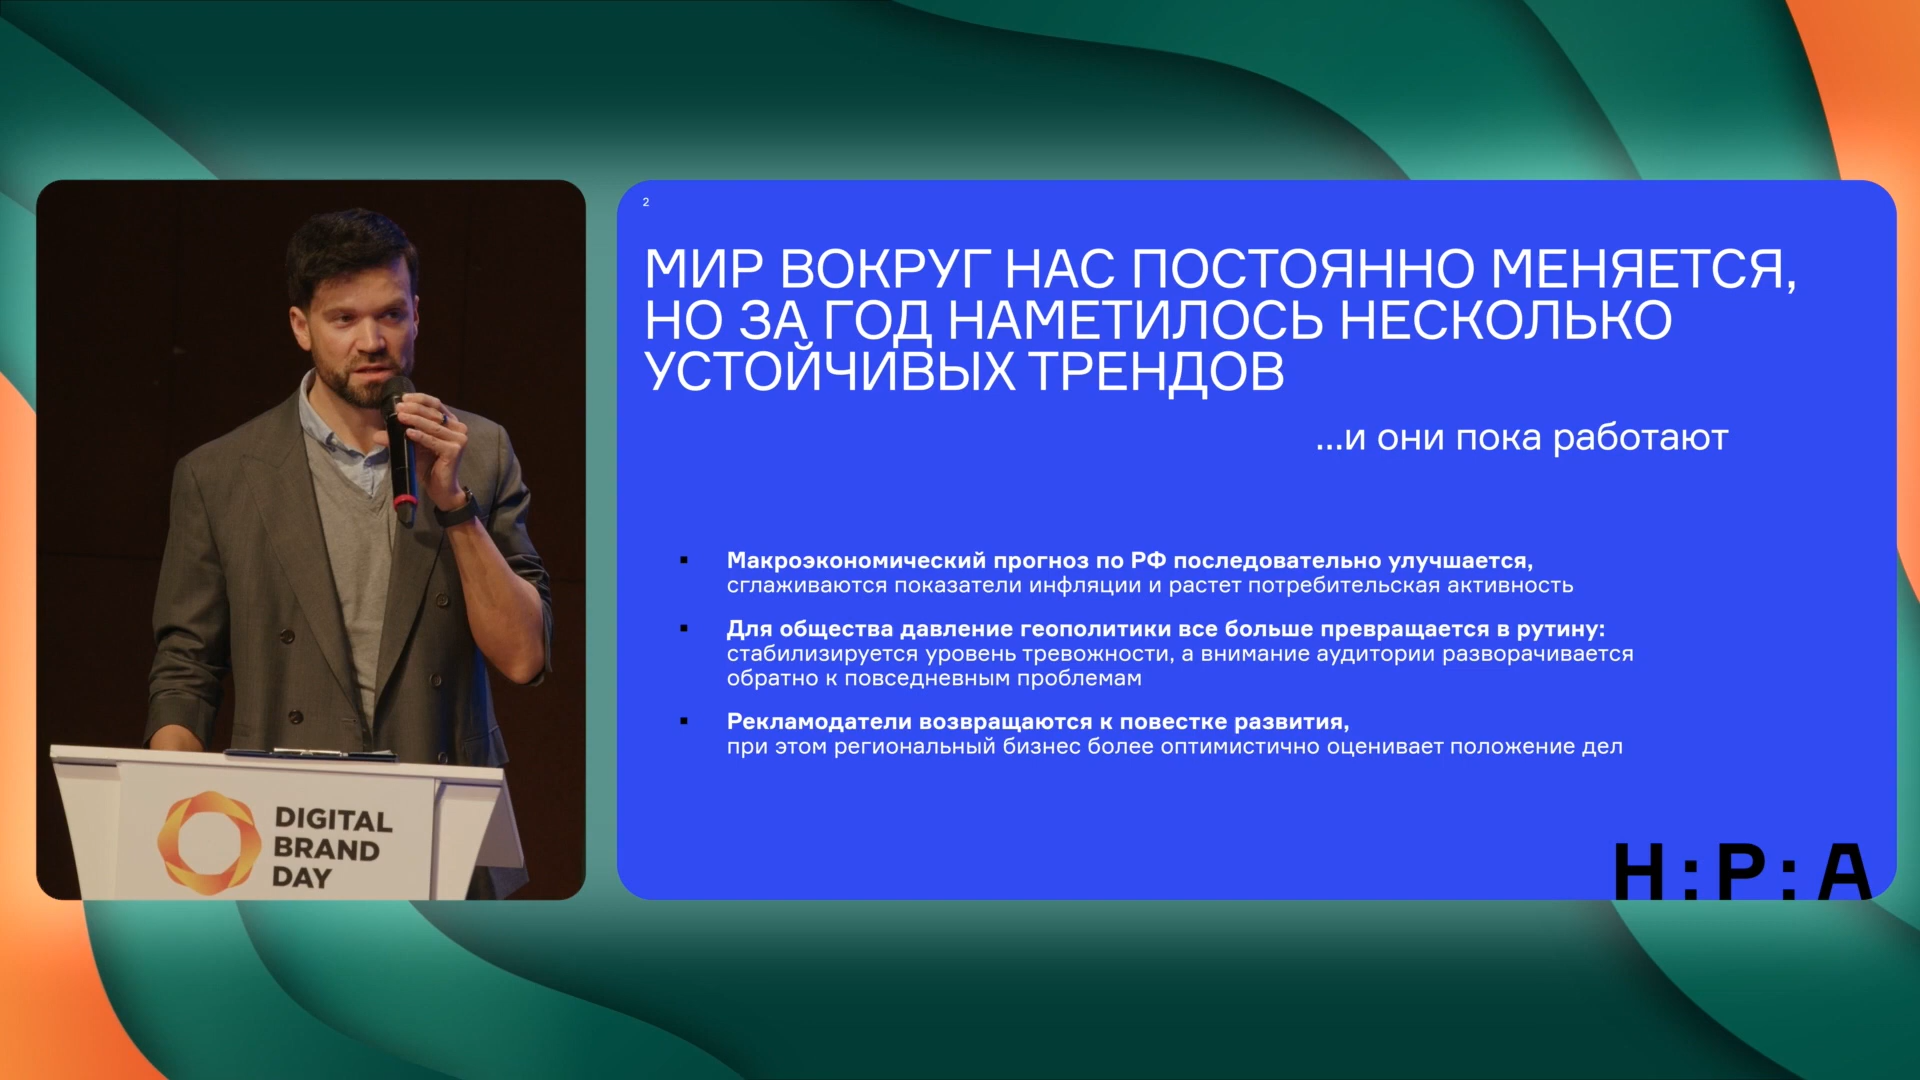 DIGITAL
BRAND
DAY
2
МИР ВОКРУГ НАС ПОСТОЯННО МЕНЯЕТСЯ,
НО ЗА ГОД НАМЕТИЛОСЬ НЕСКОЛЬКО
УСТОЙЧИВЫХ ТРЕНДОВ
...и они пока работают
Макроэкономический прогноз по РФ последовательно улучшается,
сглаживаются показатели инфляции и растет потребительская активность
Для общества давление геополитики все больше превращается в рутину:
стабилизируется уровень тревожности, а внимание аудитории разворачивается
обратно к повседневным проблемам
Рекламодатели возвращаются к повестке развития,
при этом региональный бизнес более оптимистично оценивает положение дел
H:P:A